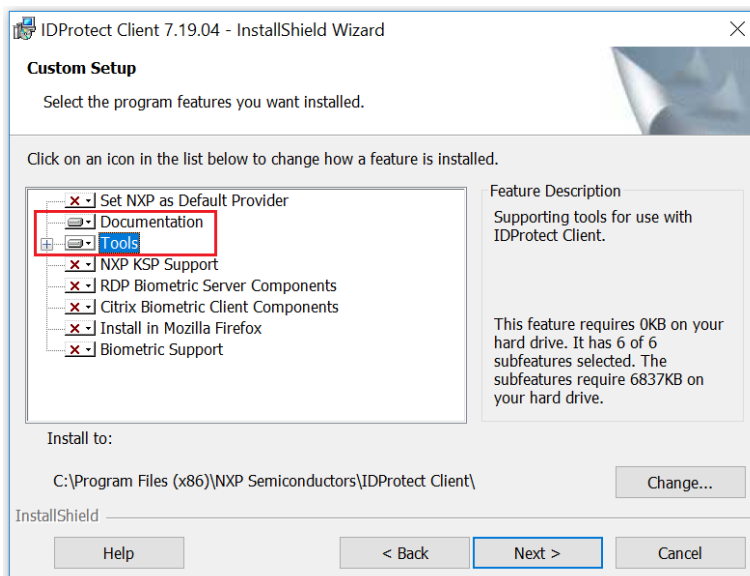 IDProtect Client 7.19.04 - InstallShield Wizard
Custom Setup
Select the program features you want installed.
Click on an icon in the list below to change how a feature is installed.
Set NXP as Default Provider
Documentation
Tools
NXP KSP Support
RDP Biometric Server Components
Citrix Biometric Client Components
Install in Mozilla Firefox
Biometric Support
Feature Description
Supporting tools for use with
IDProtect Client.
This feature requires 0KB on your
hard drive. It has 6 of 6
subfeatures selected. The
subfeatures require 6837KB on
your hard drive.
Install to:
C:\Program Files (x86)\NXP Semiconductors\IDProtect Client\
Change...
InstallShield
Help
< Back
Next >
Cancel